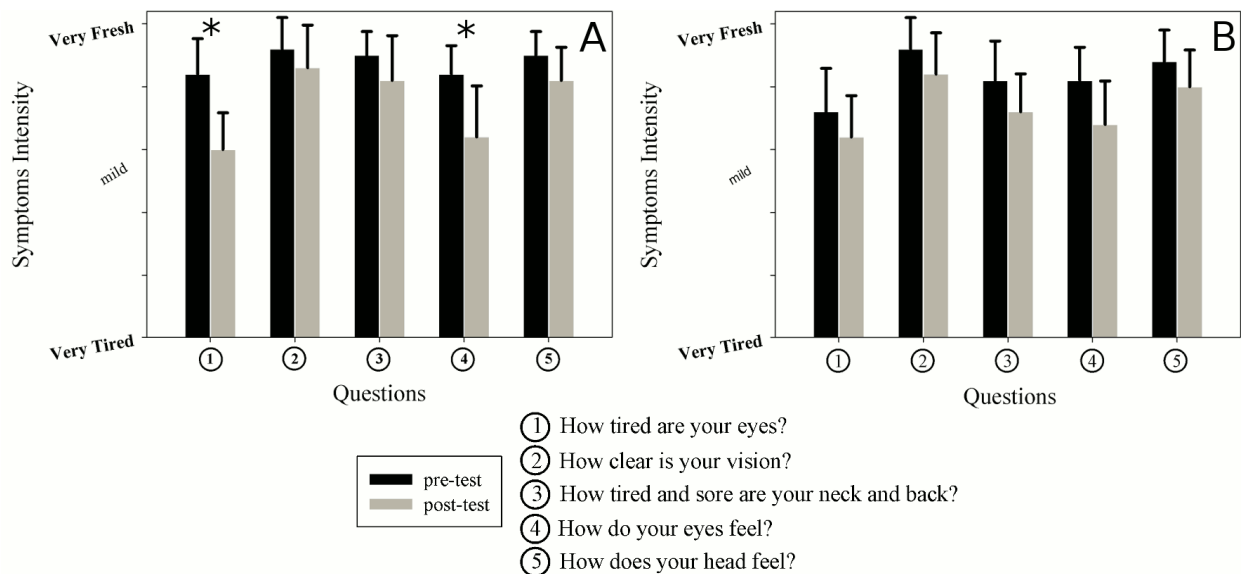 A
*
*
Very Fresh
mild
Very Tired
Symptoms Intensity
1
2
3
4
5
Questions
B
Very Fresh
mild
Very Tired
Symptoms Intensity
1
2
3
4
5
Questions
pre-test
post-test
1 How tired are your eyes?
2 How clear is your vision?
3 How tired and sore are your neck and back?
4 How do your eyes feel?
5 How does your head feel?